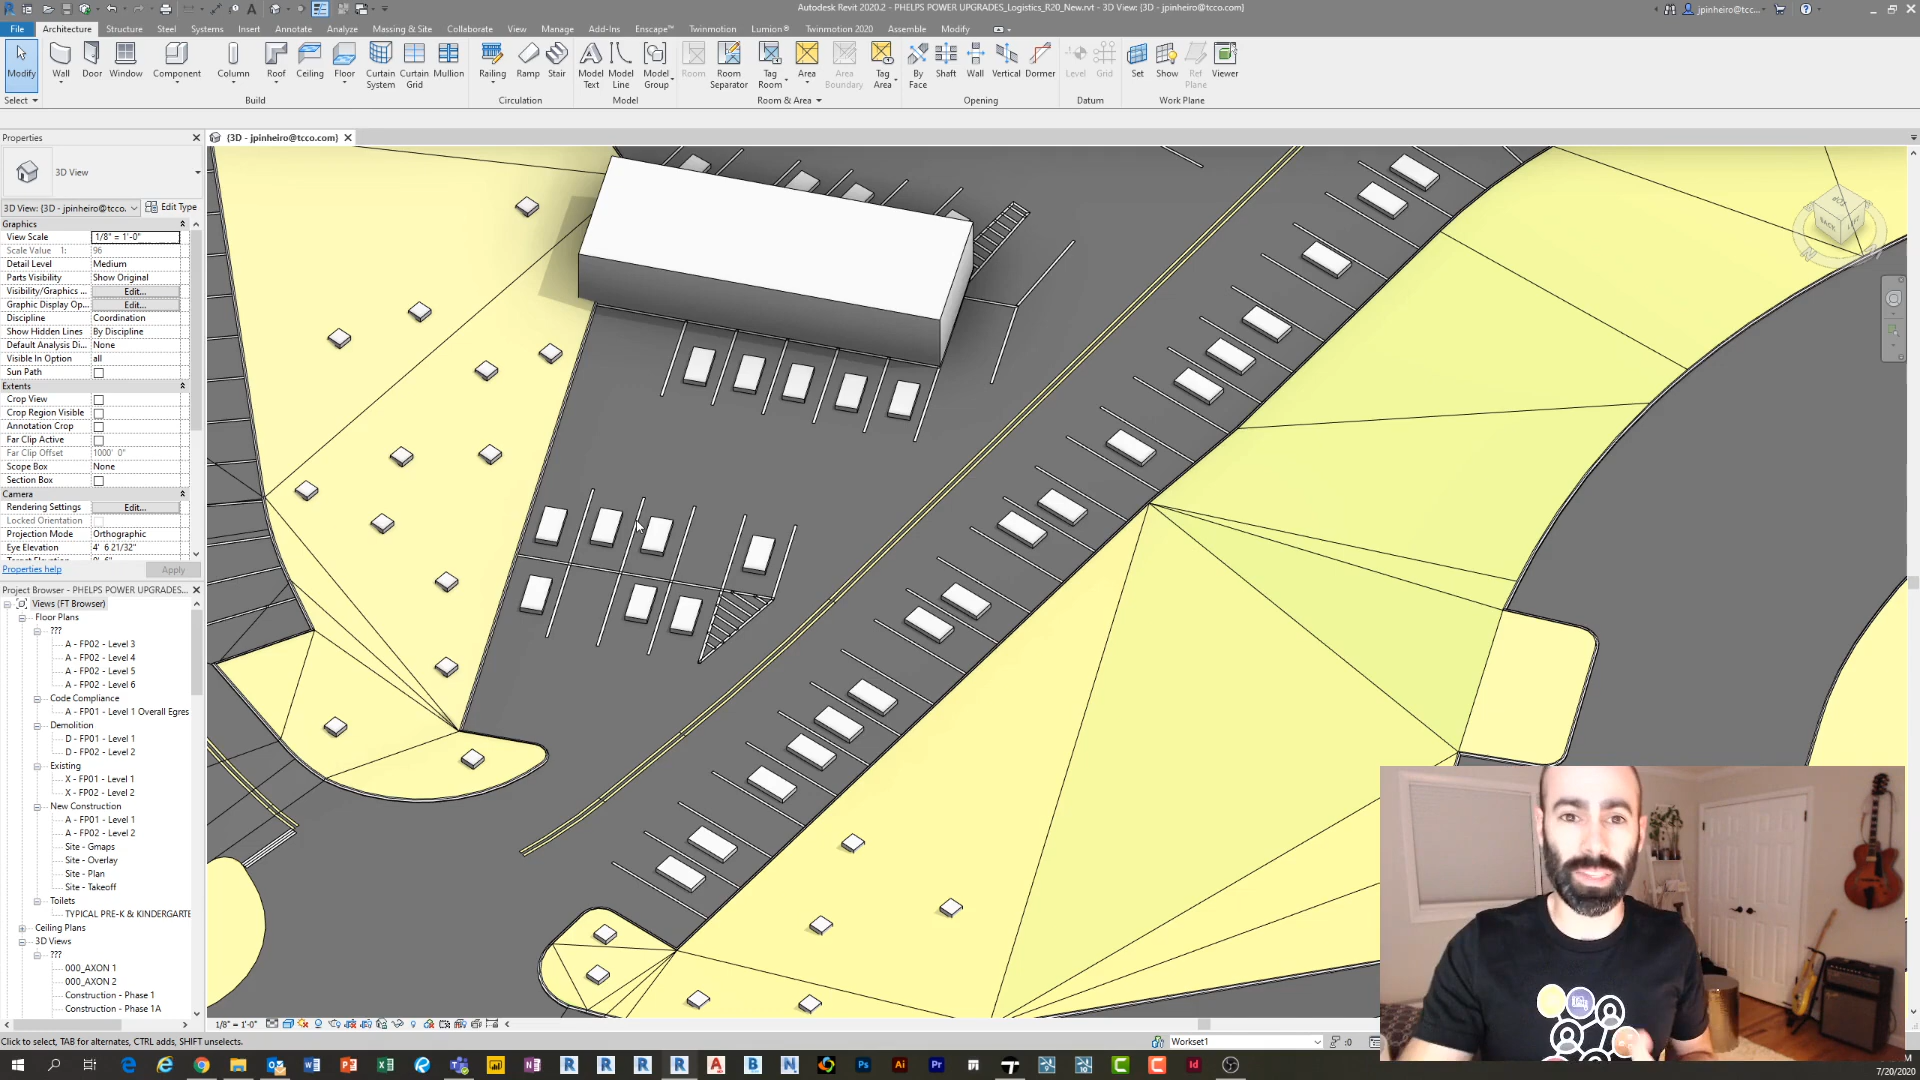 Autodesk Revit 2020.2 - PHELPS POWER UPGRADES_Logistics_R20_New.rvt - 3D View: {3D - jpinheiro@tcco.com}
jpinheiro@tcc...
File Architecture Structure Steel Systems Insert Annotate Analyze Massing & Site Collaborate View Manage Add-Ins Enscape™ Twinmotion Lumion® Twinmotion 2020 Assemble Modify
Modify Wall Door Window Component Column Roof Ceiling Floor Curtain System Curtain Grid Mullion Railing Ramp Stair Model Text Model Line Model Group Room Room Separator Tag Room Area Area Boundary Tag Area By Face Shaft Wall Vertical Dormer Level Grid Set Show Ref Plane Viewer
Select Build Circulation Model Room & Area Opening Datum Work Plane
Properties
{3D - jpinheiro@tcco.com}
3D View
3D View: {3D - jpinheiro@tcco. Edit Type
Graphics
View Scale 1/8" = 1'-0"
Scale Value 1: 96
Detail Level Medium
Parts Visibility Show Original
Visibility/Graphics ... Edit...
Graphic Display Op... Edit...
Discipline Coordination
Show Hidden Lines By Discipline
Default Analysis Di... None
Visible In Option all
Sun Path
Extents
Crop View
Crop Region Visible
Annotation Crop
Far Clip Active
Far Clip Offset 1000' 0"
Scope Box None
Section Box
Camera
Rendering Settings Edit...
Locked Orientation
Projection Mode Orthographic
Eye Elevation 4' 6 21/32"
Properties help Apply
Project Browser - PHELPS POWER UPGRADES...
Views (FT Browser)
Floor Plans
???
A - FP02 - Level 3
A - FP02 - Level 4
A - FP02 - Level 5
A - FP02 - Level 6
Code Compliance
A - FP01 - Level 1 Overall Egres
Demolition
D - FP01 - Level 1
D - FP02 - Level 2
Existing
X - FP01 - Level 1
X - FP02 - Level 2
New Construction
A - FP01 - Level 1
A - FP02 - Level 2
Site - Gmaps
Site - Overlay
Site - Plan
Site - Takeoff
Toilets
TYPICAL PRE-K & KINDERGARTE
Ceiling Plans
3D Views
???
000_AXON 1
000_AXON 2
Construction - Phase 1
Construction - Phase 1A
1/8" = 1'-0"
Click to select, TAB for alternates, CTRL adds, SHIFT unselects.
Workset1
:0
BACK LEFT
7/20/2020